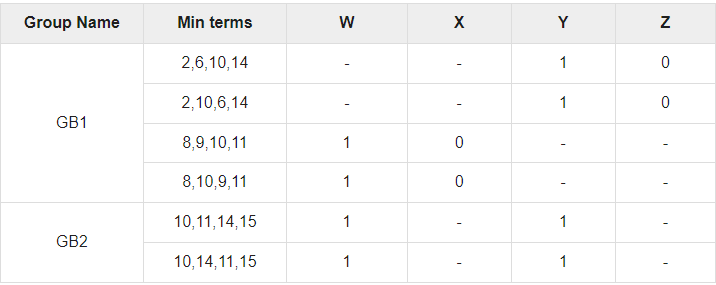 Group Name Min terms W X Y Z
GB1
2,6,10,14 - - 1 0
2,10,6,14 - - 1 0
8,9,10,11 1 0 - -
8,10,9,11 1 0 - -
GB2
10,11,14,15 1 - 1 -
10,14,11,15 1 - 1 -